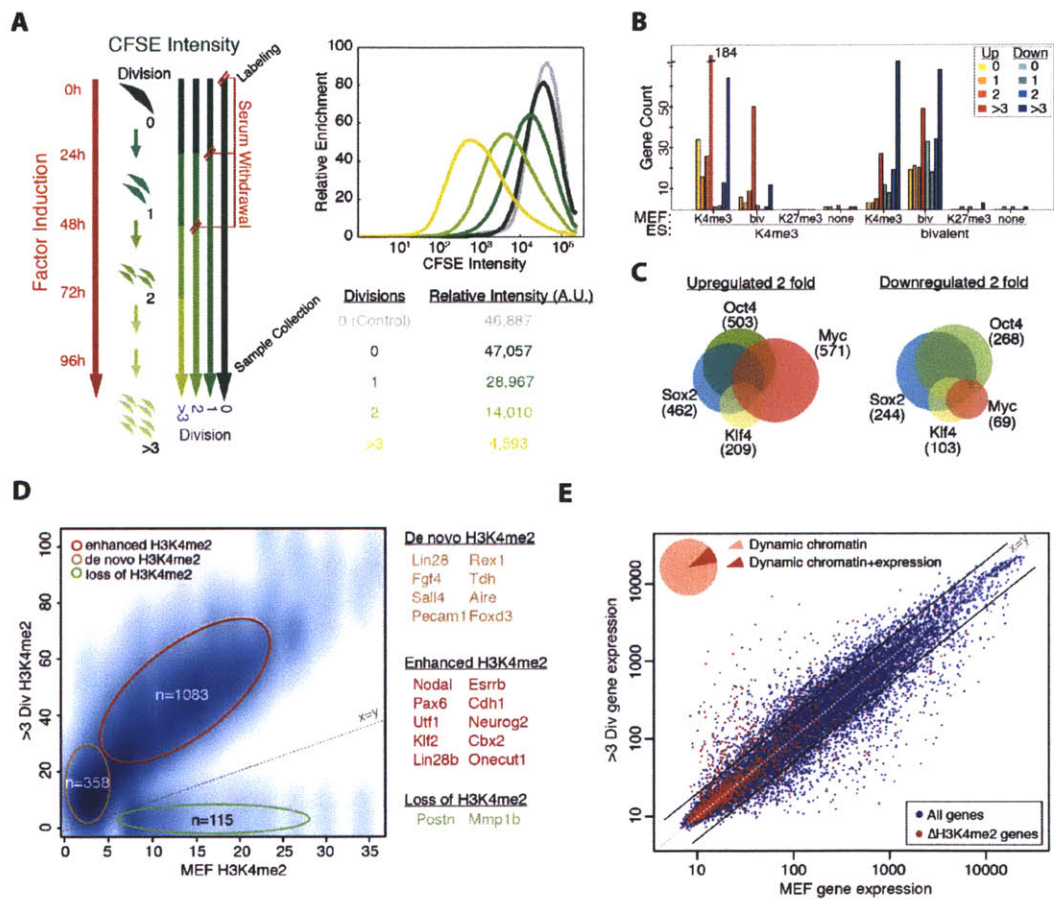 A
CFSE Intensity
Division
Labeling
0h
24h
48h
72h
96h
Factor Induction
0
1
2
>3
Serum Withdrawal
Sample Collection
>3
2
1
0
Division
Relative Enrichment
100
80
60
40
20
0
10¹
10²
10³
10⁴
10⁵
CFSE Intensity
Divisions
Relative Intensity (A.U.)
0 (Control)
46,887
0
47,057
1
28,967
2
14,010
>3
4,593
B
Gene Count
50
30
10
184
Up
Down
0
0
1
1
2
2
>3
>3
MEF:
K4me3
biv
K27me3
none
K4me3
biv
K27me3
none
ES:
K4me3
bivalent
C
Upregulated 2 fold
Oct4
(503)
Myc
(571)
Sox2
(462)
Klf4
(209)
Downregulated 2 fold
Oct4
(268)
Sox2
(244)
Myc
(69)
Klf4
(103)
D
>3 Div H3K4me2
100
80
60
40
20
0
enhanced H3K4me2
de novo H3K4me2
loss of H3K4me2
n=1083
n=358
n=115
x=y
0
5
10
15
20
25
30
35
MEF H3K4me2
De novo H3K4me2
Lin28 Rex1
Fgf4 Tdh
Sall4 Aire
Pecam1 Foxd3
Enhanced H3K4me2
Nodal Esrrb
Pax6 Cdh1
Utf1 Neurog2
Klf2 Cbx2
Lin28b Onecut1
Loss of H3K4me2
Postn Mmp1b
E
Dynamic chromatin
Dynamic chromatin+expression
x=y
>3 Div gene expression
10000
1000
100
10
All genes
ΔH3K4me2 genes
10
100
1000
10000
MEF gene expression